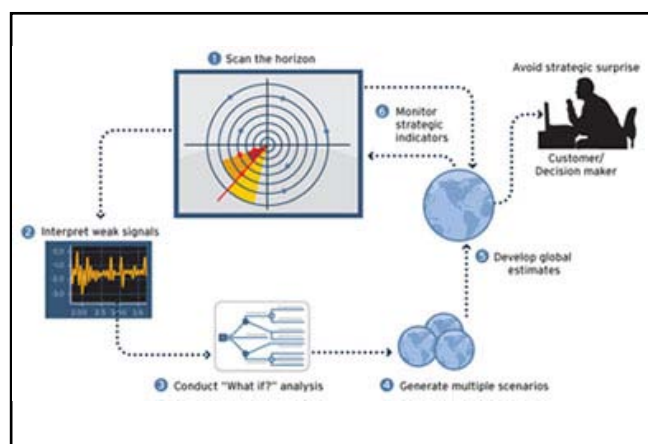 1 Scan the horizon
Avoid strategic surprise
6 Monitor
strategic
indicators
Customer/
Decision maker
2 Interpret weak signals
5 Develop global
estimates
3 Conduct "What if?" analysis
4 Generate multiple scenarios